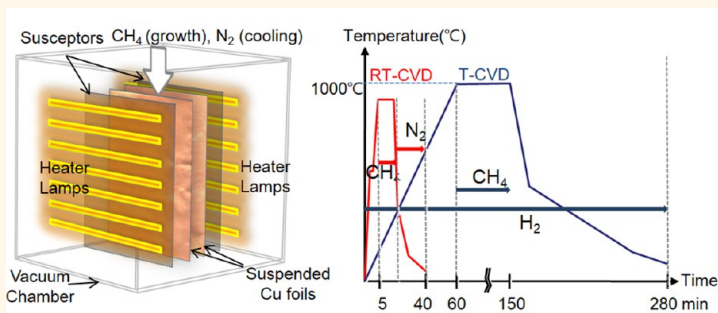 Susceptors
CH₄ (growth), N₂ (cooling)
Heater
Lamps
Heater
Lamps
Vacuum
Chamber
Suspended
Cu foils
Temperature(℃)
RT-CVD
T-CVD
1000℃
N₂
CH₄
CH₄
H₂
Time
5
40
60
150
280 min